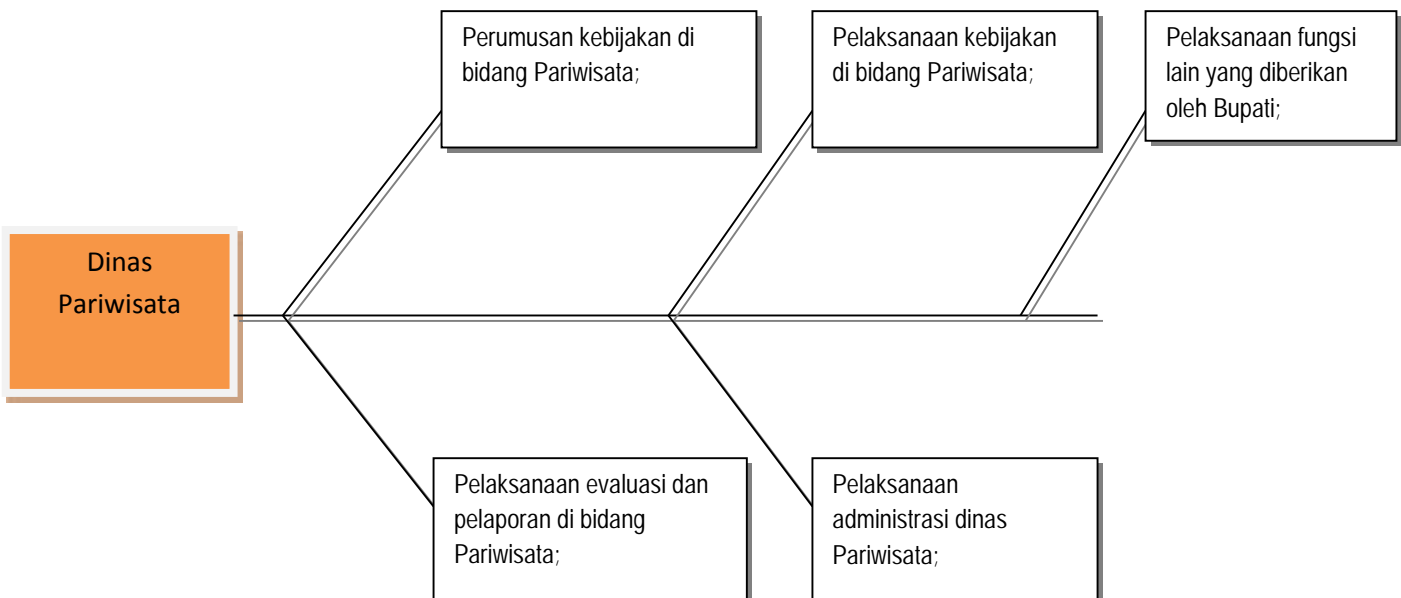 Perumusan kebijakan di
bidang Pariwisata;
Pelaksanaan kebijakan
di bidang Pariwisata;
Pelaksanaan fungsi
lain yang diberikan
oleh Bupati;
Dinas
Pariwisata
Pelaksanaan evaluasi dan
pelaporan di bidang
Pariwisata;
Pelaksanaan
administrasi dinas
Pariwisata;